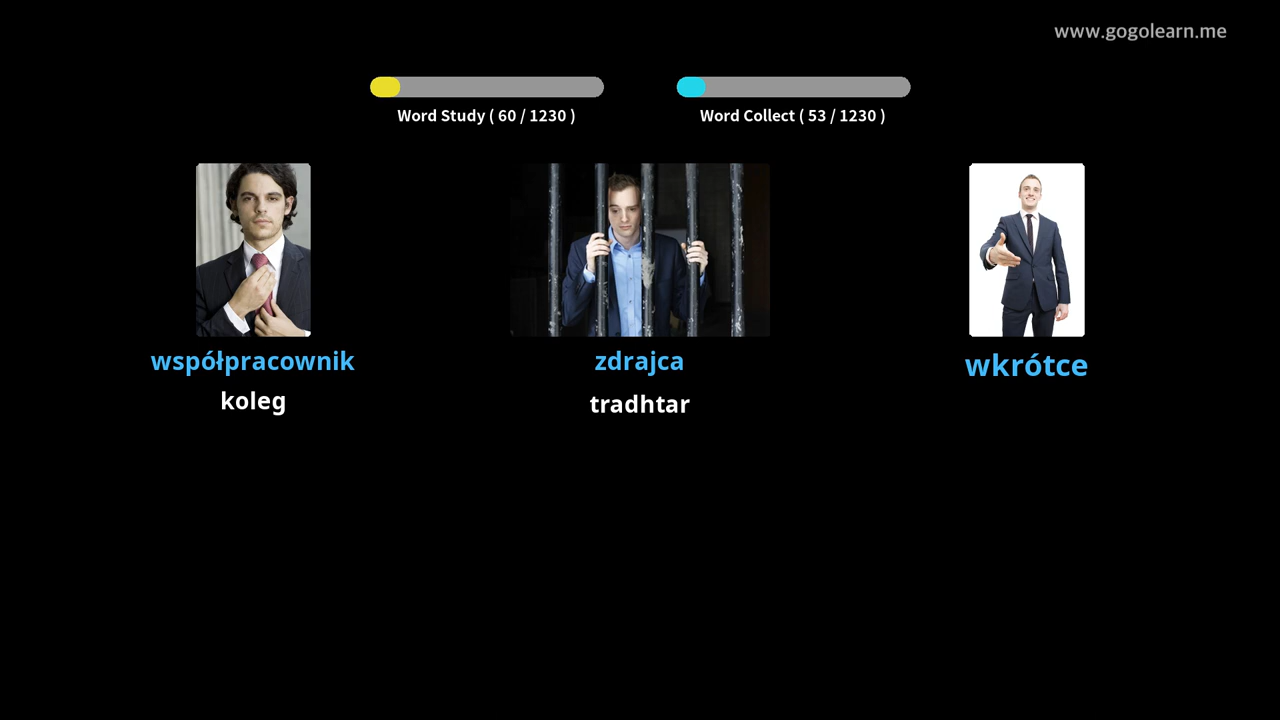 www.gogolearn.me
Word Study ( 60 / 1230 )
Word Collect ( 53 / 1230 )
współpracownik
koleg
zdrajca
tradhtar
wkrótce